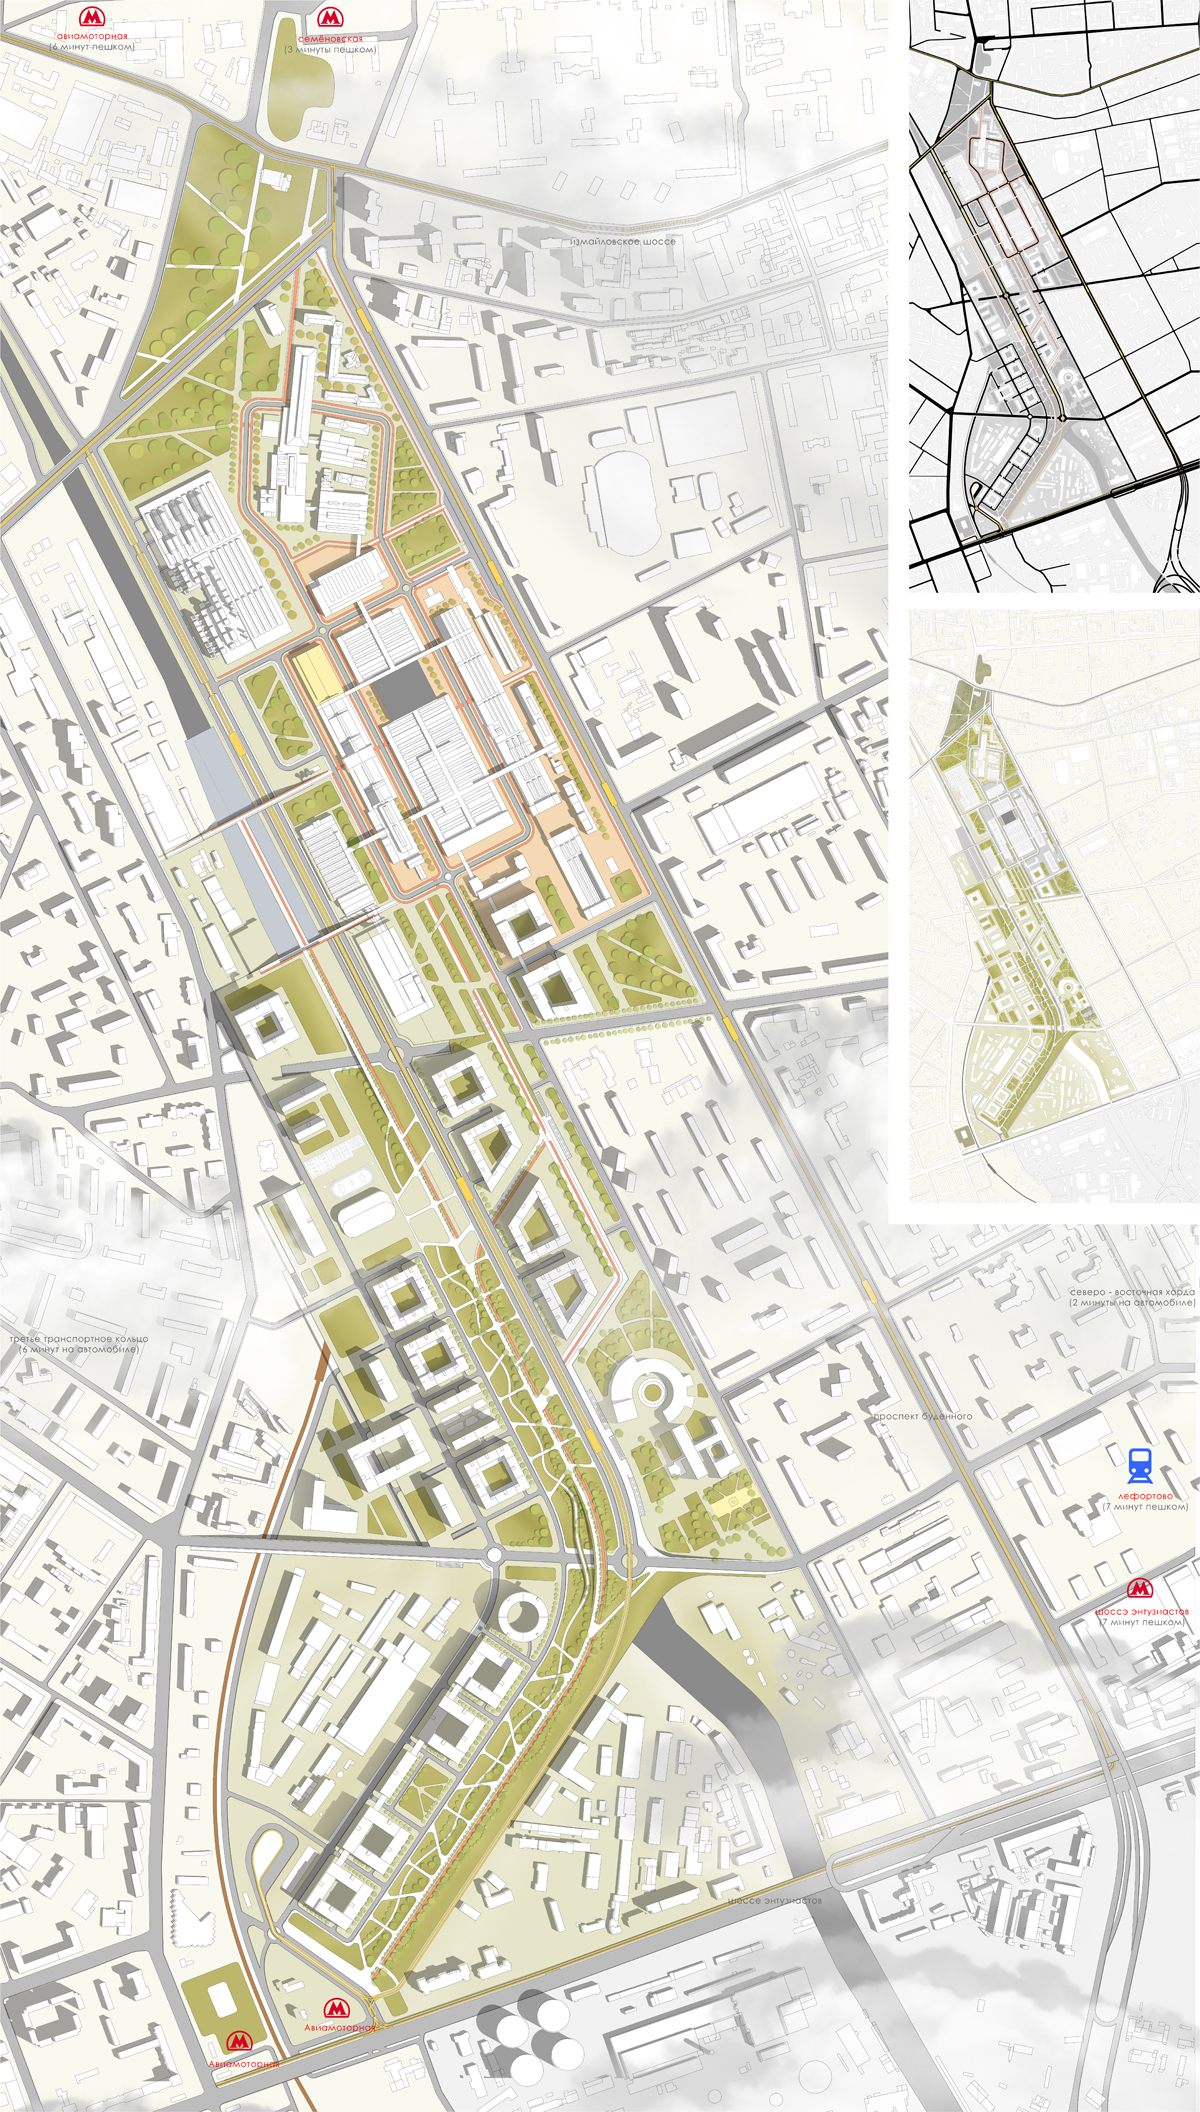 авиамоторная
(6 минут пешком)
семёновская
(3 минуты пешком)
измайловское шоссе
северо - восточная хорда
(2 минуты на автомобиле)
третье транспортное кольцо
(6 минут на автомобиле)
проспект буденного
лефортово
(7 минут пешком)
шоссэ энтузиастов
(7 минут пешком)
шоссе энтузиастов
Авиамоторная
Авиамоторная